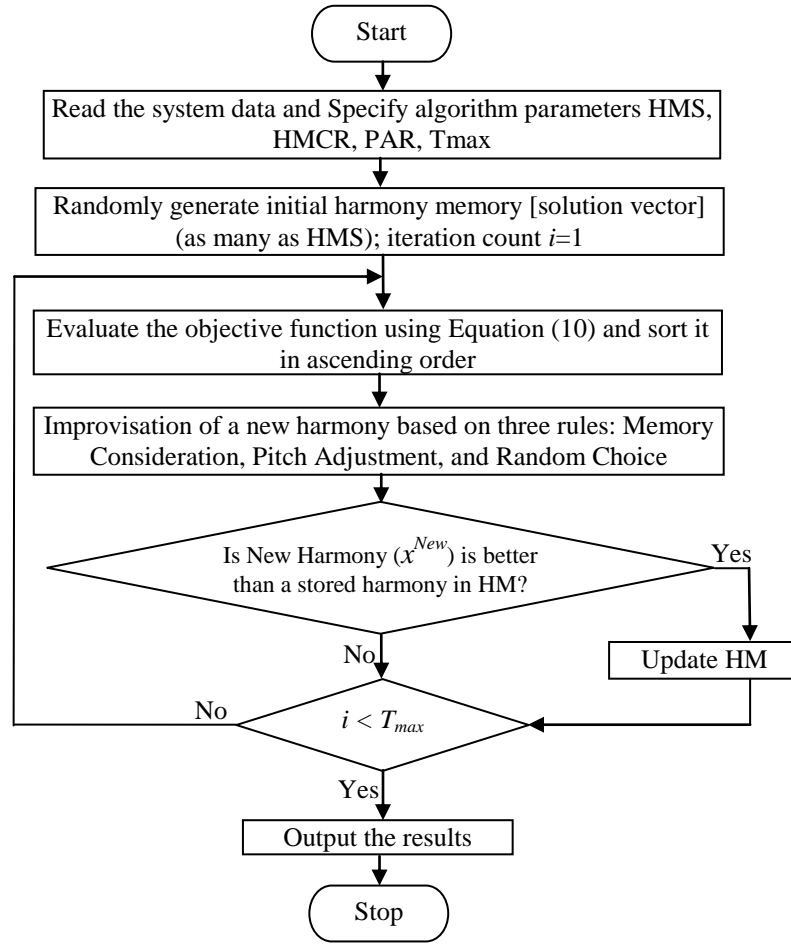 Start
Read the system data and Specify algorithm parameters HMS,
HMCR, PAR, Tmax
Randomly generate initial harmony memory [solution vector]
(as many as HMS); iteration count i=1
Evaluate the objective function using Equation (10) and sort it
in ascending order
Improvisation of a new harmony based on three rules: Memory
Consideration, Pitch Adjustment, and Random Choice
Is New Harmony (x^New) is better
than a stored harmony in HM?
Yes
No
Update HM
No
i < T_max
Yes
Output the results
Stop